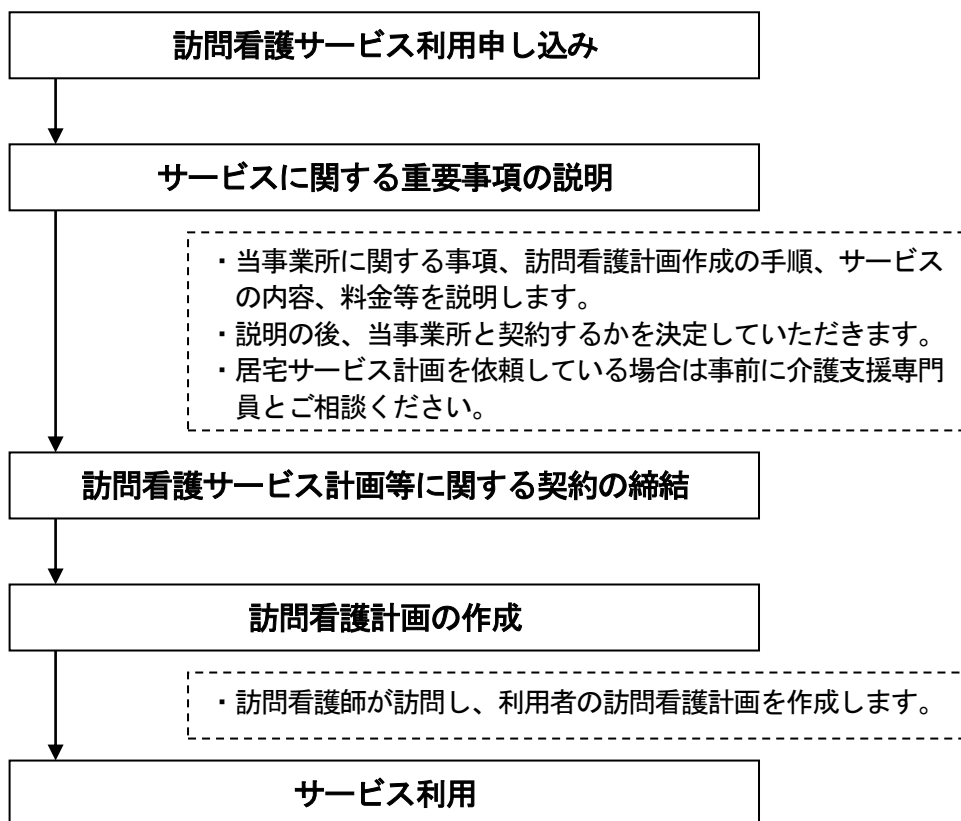 訪問看護サービス利用申し込み
サービスに関する重要事項の説明
・当事業所に関する事項、訪問看護計画作成の手順、サービス
の内容、料金等を説明します。
・説明の後、当事業所と契約するかを決定していただきます。
・居宅サービス計画を依頼している場合は事前に介護支援専門
員とご相談ください。
訪問看護サービス計画等に関する契約の締結
訪問看護計画の作成
・訪問看護師が訪問し、利用者の訪問看護計画を作成します。
サービス利用